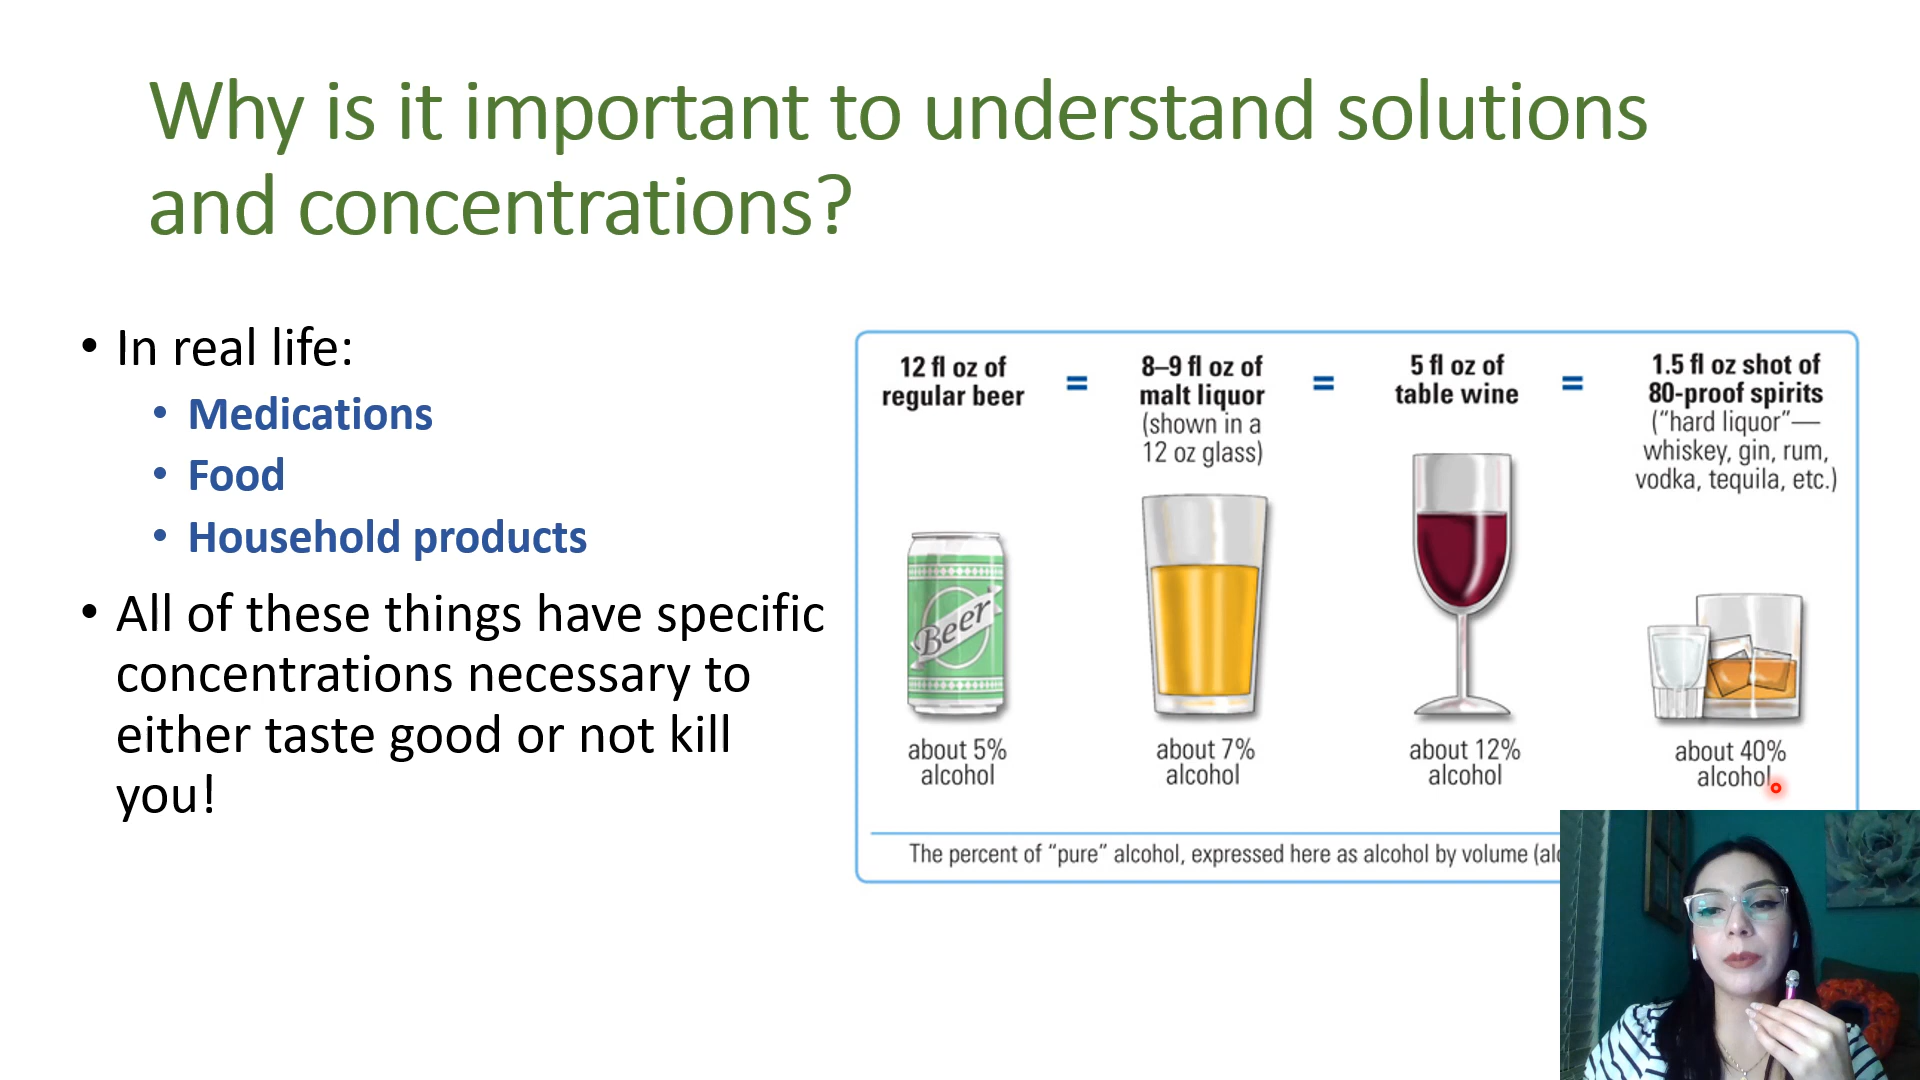 Why is it important to understand solutions
and concentrations?
• In real life:
• Medications
• Food
• Household products
• All of these things have specific
concentrations necessary to
either taste good or not kill
you!
12 fl oz of
regular beer
=
8–9 fl oz of
malt liquor
(shown in a
12 oz glass)
=
5 fl oz of
table wine
=
1.5 fl oz shot of
80-proof spirits
(“hard liquor”—
whiskey, gin, rum,
vodka, tequila, etc.)
Beer
about 5%
alcohol
about 7%
alcohol
about 12%
alcohol
about 40%
alcohol
The percent of “pure” alcohol, expressed here as alcohol by volume